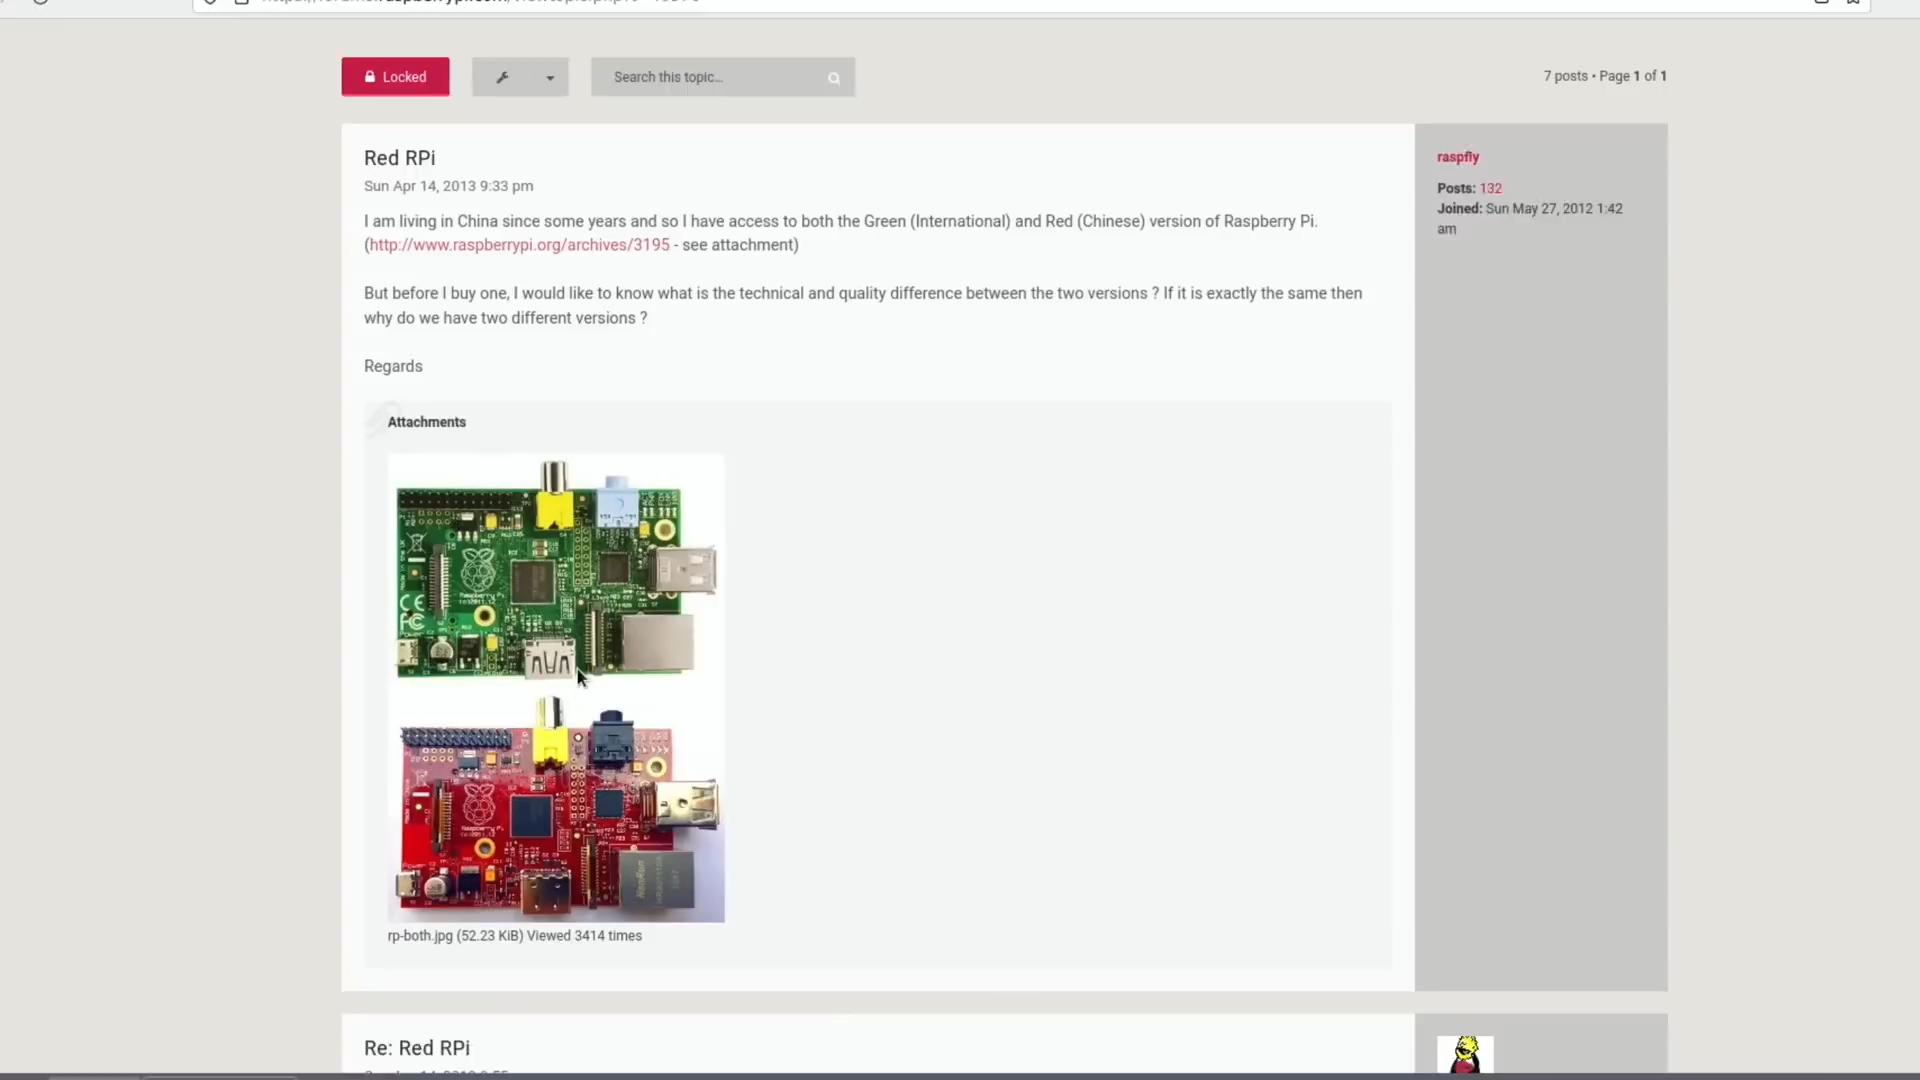 Locked
Search this topic...
7 posts • Page 1 of 1
Red RPi
Sun Apr 14, 2013 9:33 pm
I am living in China since some years and so I have access to both the Green (International) and Red (Chinese) version of Raspberry Pi.
(http://www.raspberrypi.org/archives/3195 - see attachment)
But before I buy one, I would like to know what is the technical and quality difference between the two versions ? If it is exactly the same then
why do we have two different versions ?
Regards
raspfly
Posts: 132
Joined: Sun May 27, 2012 1:42
am
Attachments
Raspberry Pi
Raspberry Pi
rp-both.jpg (52.23 KiB) Viewed 3414 times
Re: Red RPi